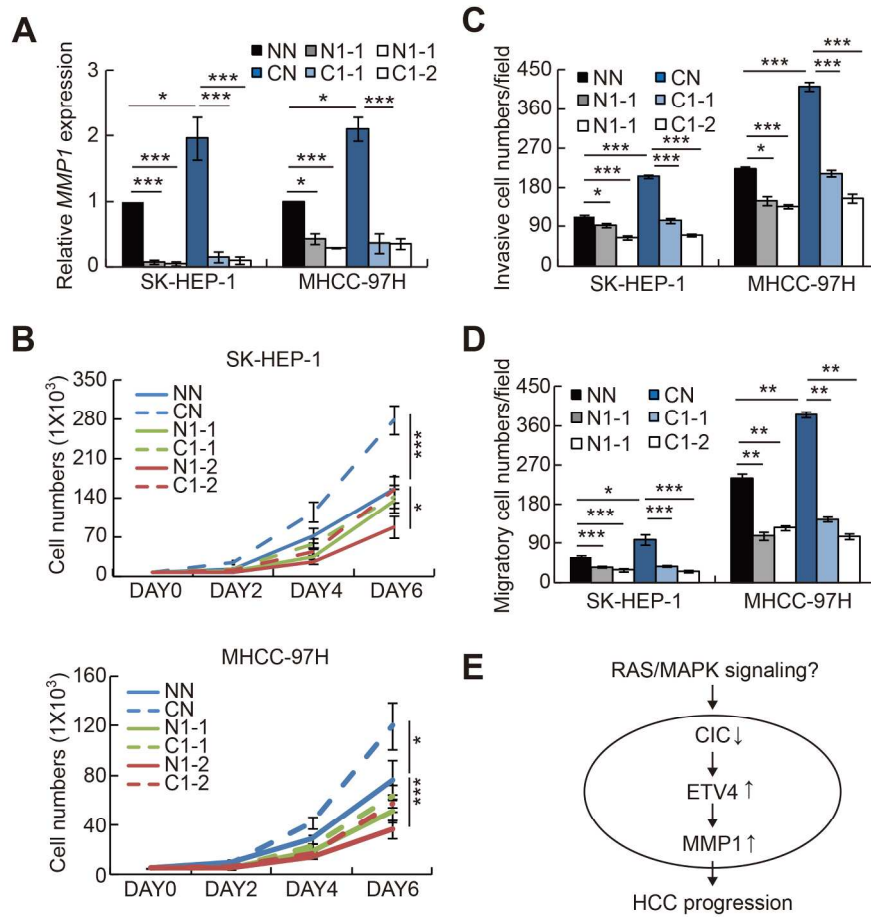 A
NN N1-1 N1-1
CN C1-1 C1-2
Relative MMP1 expression
3
2
1
0
* *** ***
*** ***
* ***
*** *
SK-HEP-1 MHCC-97H
B
SK-HEP-1
Cell numbers (1X10³)
350
280
210
140
70
0
NN
CN
N1-1
C1-1
N1-2
C1-2
***
*
DAY0 DAY2 DAY4 DAY6
MHCC-97H
Cell numbers (1X10³)
160
120
80
40
0
NN
CN
N1-1
C1-1
N1-2
C1-2
*
***
DAY0 DAY2 DAY4 DAY6
C
Invasive cell numbers/field
450
360
270
180
90
0
NN CN
N1-1 C1-1
N1-1 C1-2
*** ***
*** ***
*
*** ***
*** ***
*
SK-HEP-1 MHCC-97H
D
Migratory cell numbers/field
450
360
270
180
90
0
NN CN
N1-1 C1-1
N1-1 C1-2
* ***
*** ***
***
** **
** **
**
SK-HEP-1 MHCC-97H
E
RAS/MAPK signaling?
CIC↓
ETV4↑
MMP1↑
HCC progression